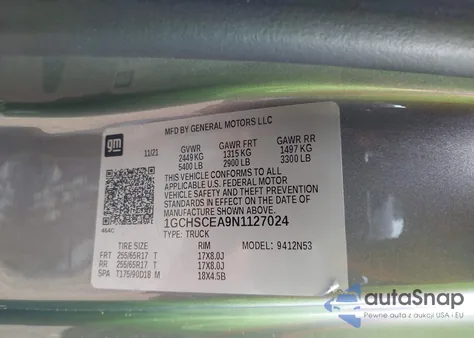 MFD BY GENERAL MOTORS LLC
gm
11/21 GVWR GAWR FRT GAWR RR
2449 KG 1315 KG 1497 KG
5400 LB 2900 LB 3300 LB
THIS VEHICLE CONFORMS TO ALL
APPLICABLE U.S. FEDERAL MOTOR
VEHICLE SAFETY AND THEFT PREVENTION
STANDARDS IN EFFECT ON THE DATE OF
MANUFACTURE SHOWN ABOVE.
464C
1GCHSCEA9N1127024
TYPE: TRUCK
TIRE SIZE RIM MODEL: 9412N53
FRT 255/65R17 T 17X8.0J
RR 255/65R17 T 17X8.0J
SPA T175/90D18 M 18X4.5B
autoSnap
Pewne auta z aukcji USA i EU